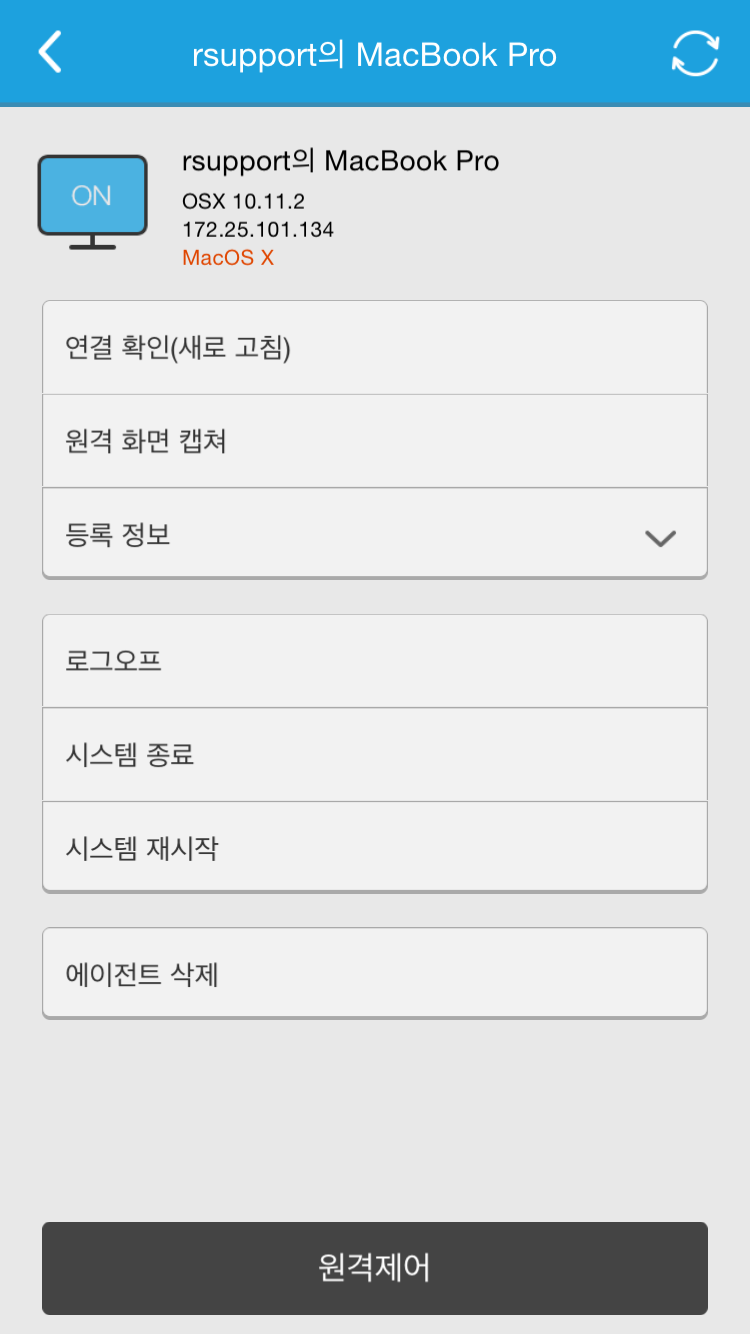 rsupport의 MacBook Pro
ON
rsupport의 MacBook Pro
OSX 10.11.2
172.25.101.134
MacOS X
연결 확인(새로 고침)
원격 화면 캡쳐
등록 정보
로그오프
시스템 종료
시스템 재시작
에이전트 삭제
원격제어